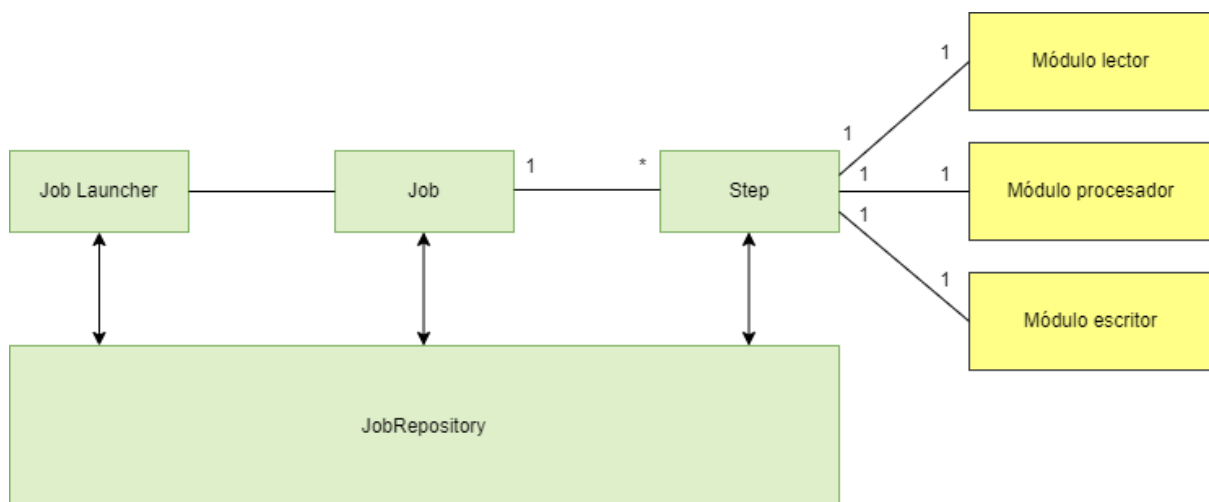 Módulo lector
1
1
Job Launcher
Job
1
*
Step
1
1
Módulo procesador
1
1
Módulo escritor
JobRepository